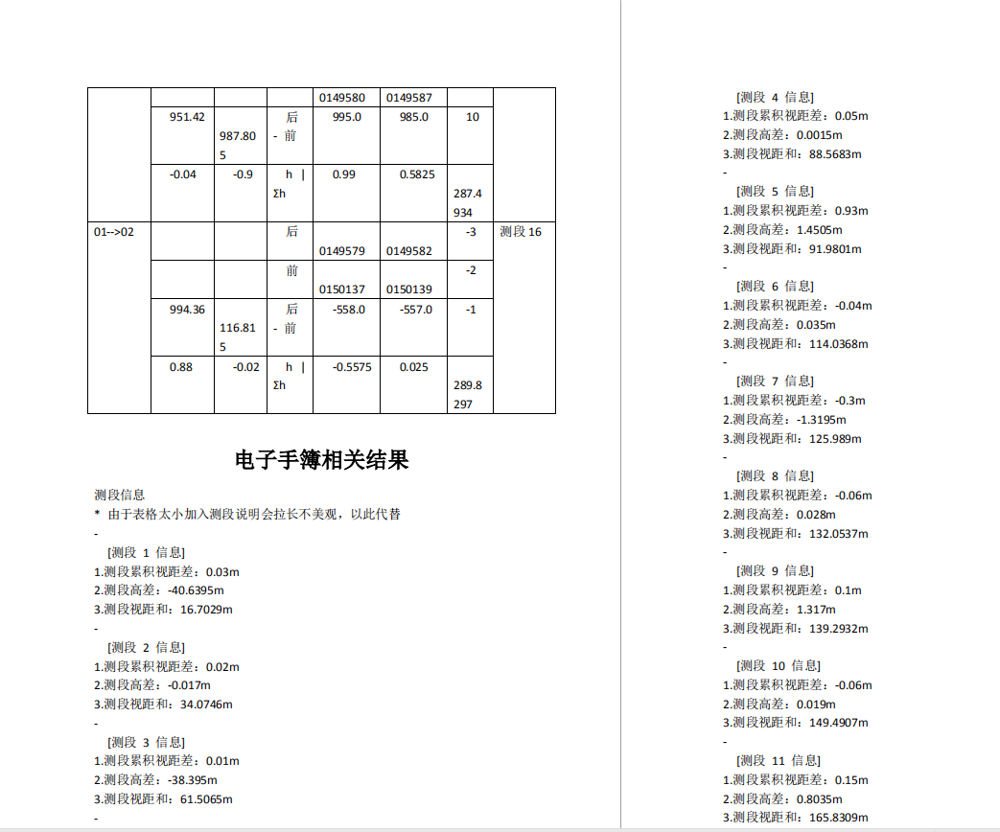 0149580 0149587
951.42 后 995.0 985.0 10
987.80 - 前
5
-0.04 -0.9 h | 0.99 0.5825
Σh 287.4
934
01-->02 后 -3 测段 16
0149579 0149582
前 -2
0150137 0150139
994.36 后 -558.0 -557.0 -1
116.81 - 前
5
0.88 -0.02 h | -0.5575 0.025
Σh 289.8
297
电子手簿相关结果
测段信息
* 由于表格太小加入测段说明会拉长不美观，以此代替
-
[测段 1 信息]
1.测段累积视距差：0.03m
2.测段高差：-40.6395m
3.测段视距和：16.7029m
-
[测段 2 信息]
1.测段累积视距差：0.02m
2.测段高差：-0.017m
3.测段视距和：34.0746m
-
[测段 3 信息]
1.测段累积视距差：0.01m
2.测段高差：-38.395m
3.测段视距和：61.5065m
-
[测段 4 信息]
1.测段累积视距差：0.05m
2.测段高差：0.0015m
3.测段视距和：88.5683m
-
[测段 5 信息]
1.测段累积视距差：0.93m
2.测段高差：1.4505m
3.测段视距和：91.9801m
-
[测段 6 信息]
1.测段累积视距差：-0.04m
2.测段高差：0.035m
3.测段视距和：114.0368m
-
[测段 7 信息]
1.测段累积视距差：-0.3m
2.测段高差：-1.3195m
3.测段视距和：125.989m
-
[测段 8 信息]
1.测段累积视距差：-0.06m
2.测段高差：0.028m
3.测段视距和：132.0537m
-
[测段 9 信息]
1.测段累积视距差：0.1m
2.测段高差：1.317m
3.测段视距和：139.2932m
-
[测段 10 信息]
1.测段累积视距差：-0.06m
2.测段高差：0.019m
3.测段视距和：149.4907m
-
[测段 11 信息]
1.测段累积视距差：0.15m
2.测段高差：0.8035m
3.测段视距和：165.8309m